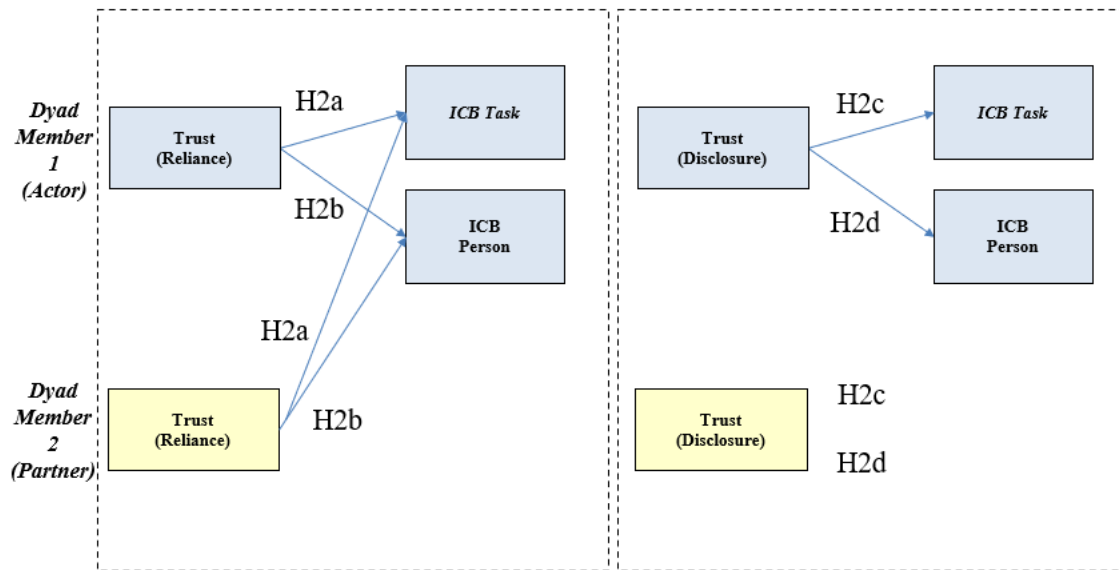 Dyad
Member
1
(Actor)
Trust
(Reliance)
H2a
H2b
ICB Task
ICB
Person
H2a
H2b
Dyad
Member
2
(Partner)
Trust
(Reliance)
Trust
(Disclosure)
H2c
H2d
ICB Task
ICB
Person
Trust
(Disclosure)
H2c
H2d